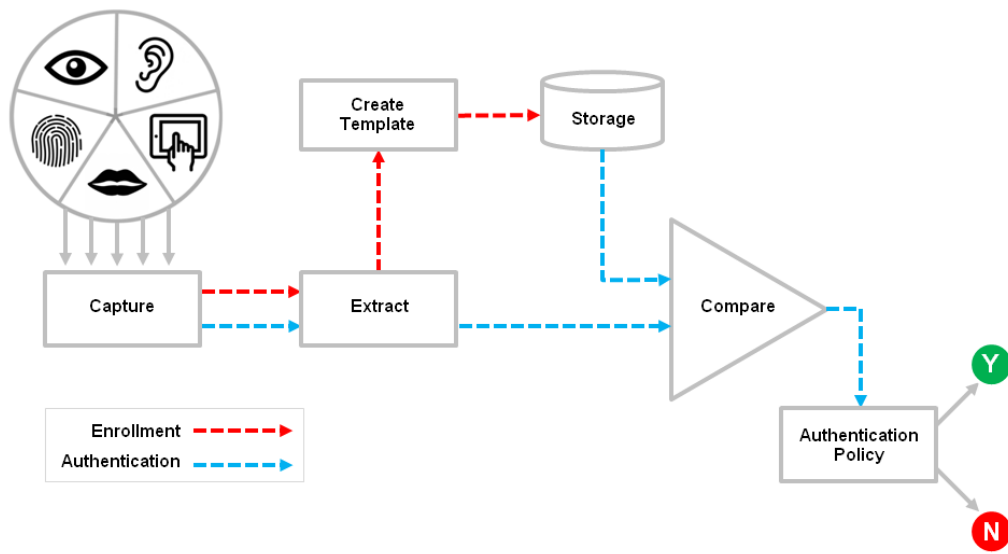 Create
Template
Storage
Capture
Extract
Compare
Y
Enrollment
Authentication
Authentication
Policy
N